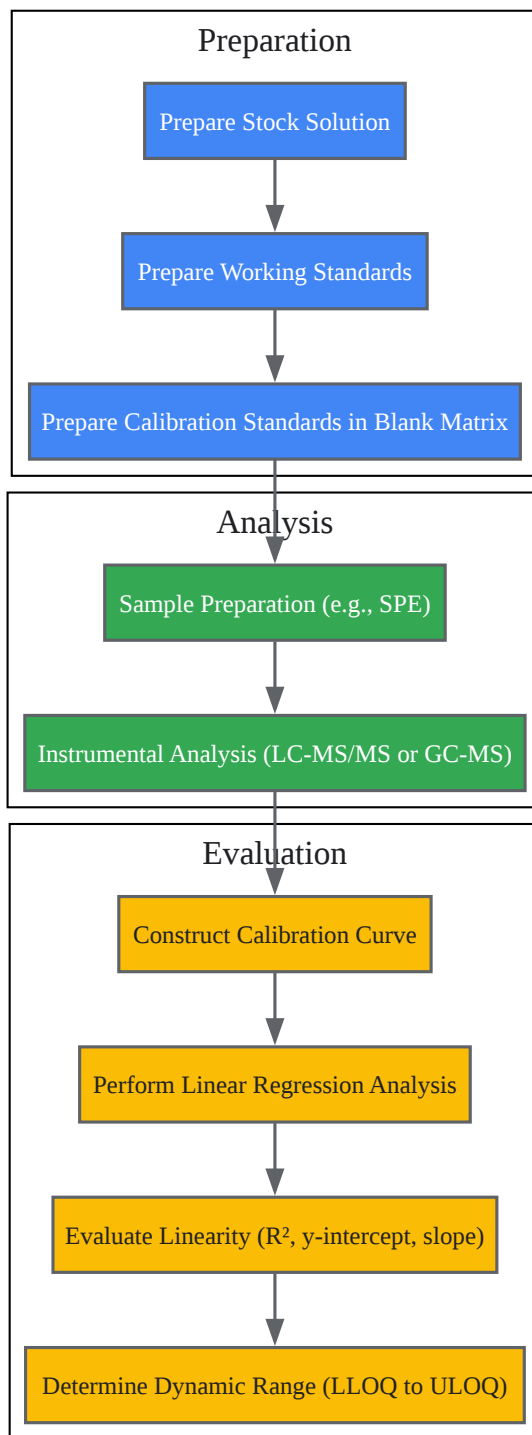 Preparation
Prepare Stock Solution
Prepare Working Standards
Prepare Calibration Standards in Blank Matrix
Analysis
Sample Preparation (e.g., SPE)
Instrumental Analysis (LC-MS/MS or GC-MS)
Evaluation
Construct Calibration Curve
Perform Linear Regression Analysis
Evaluate Linearity (R², y-intercept, slope)
Determine Dynamic Range (LLOQ to ULOQ)